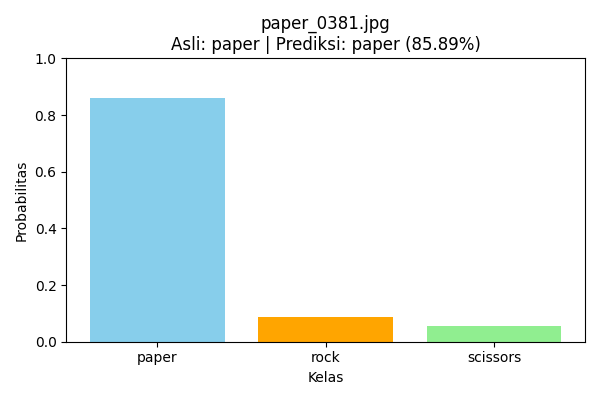 paper_0381.jpg
Asli: paper | Prediksi: paper (85.89%)
1.0
0.8
0.6
0.4
0.2
0.0
Probabilitas
paper
rock
scissors
Kelas